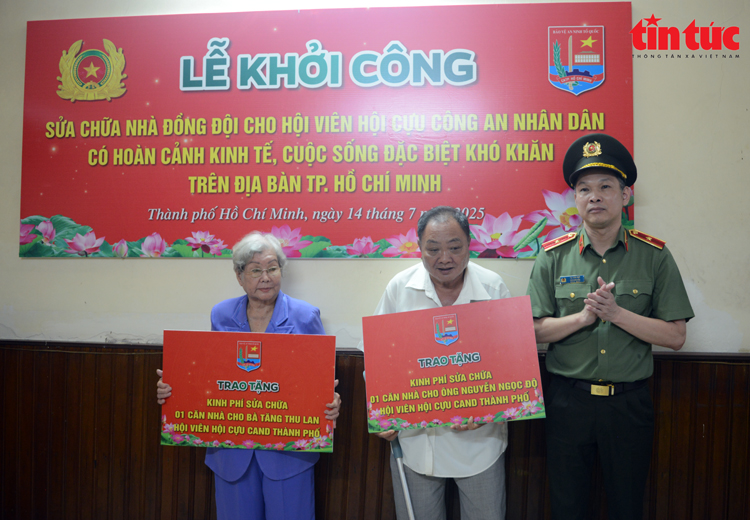 LỄ KHỞI CÔNG
SỬA CHỮA NHÀ ĐỒNG ĐỘI CHO HỘI VIÊN HỘI CỰU CÔNG AN NHÂN DÂN
CÓ HOÀN CẢNH KINH TẾ, CUỘC SỐNG ĐẶC BIỆT KHÓ KHĂN
TRÊN ĐỊA BÀN TP. HỒ CHÍ MINH
Thành phố Hồ Chí Minh, ngày 14 tháng 7 2025
tin tức
THÔNG TẤN XÃ VIỆT NAM
TRAO TẶNG
KINH PHÍ SỬA CHỮA
01 CĂN NHÀ CHO BÀ TĂNG THU LAN
HỘI VIÊN HỘI CỰU CAND THÀNH PHỐ
TRAO TẶNG
KINH PHÍ SỬA CHỮA
01 CĂN NHÀ CHO ÔNG NGUYỄN NGỌC ĐỘ
HỘI VIÊN HỘI CỰU CAND THÀNH PHỐ